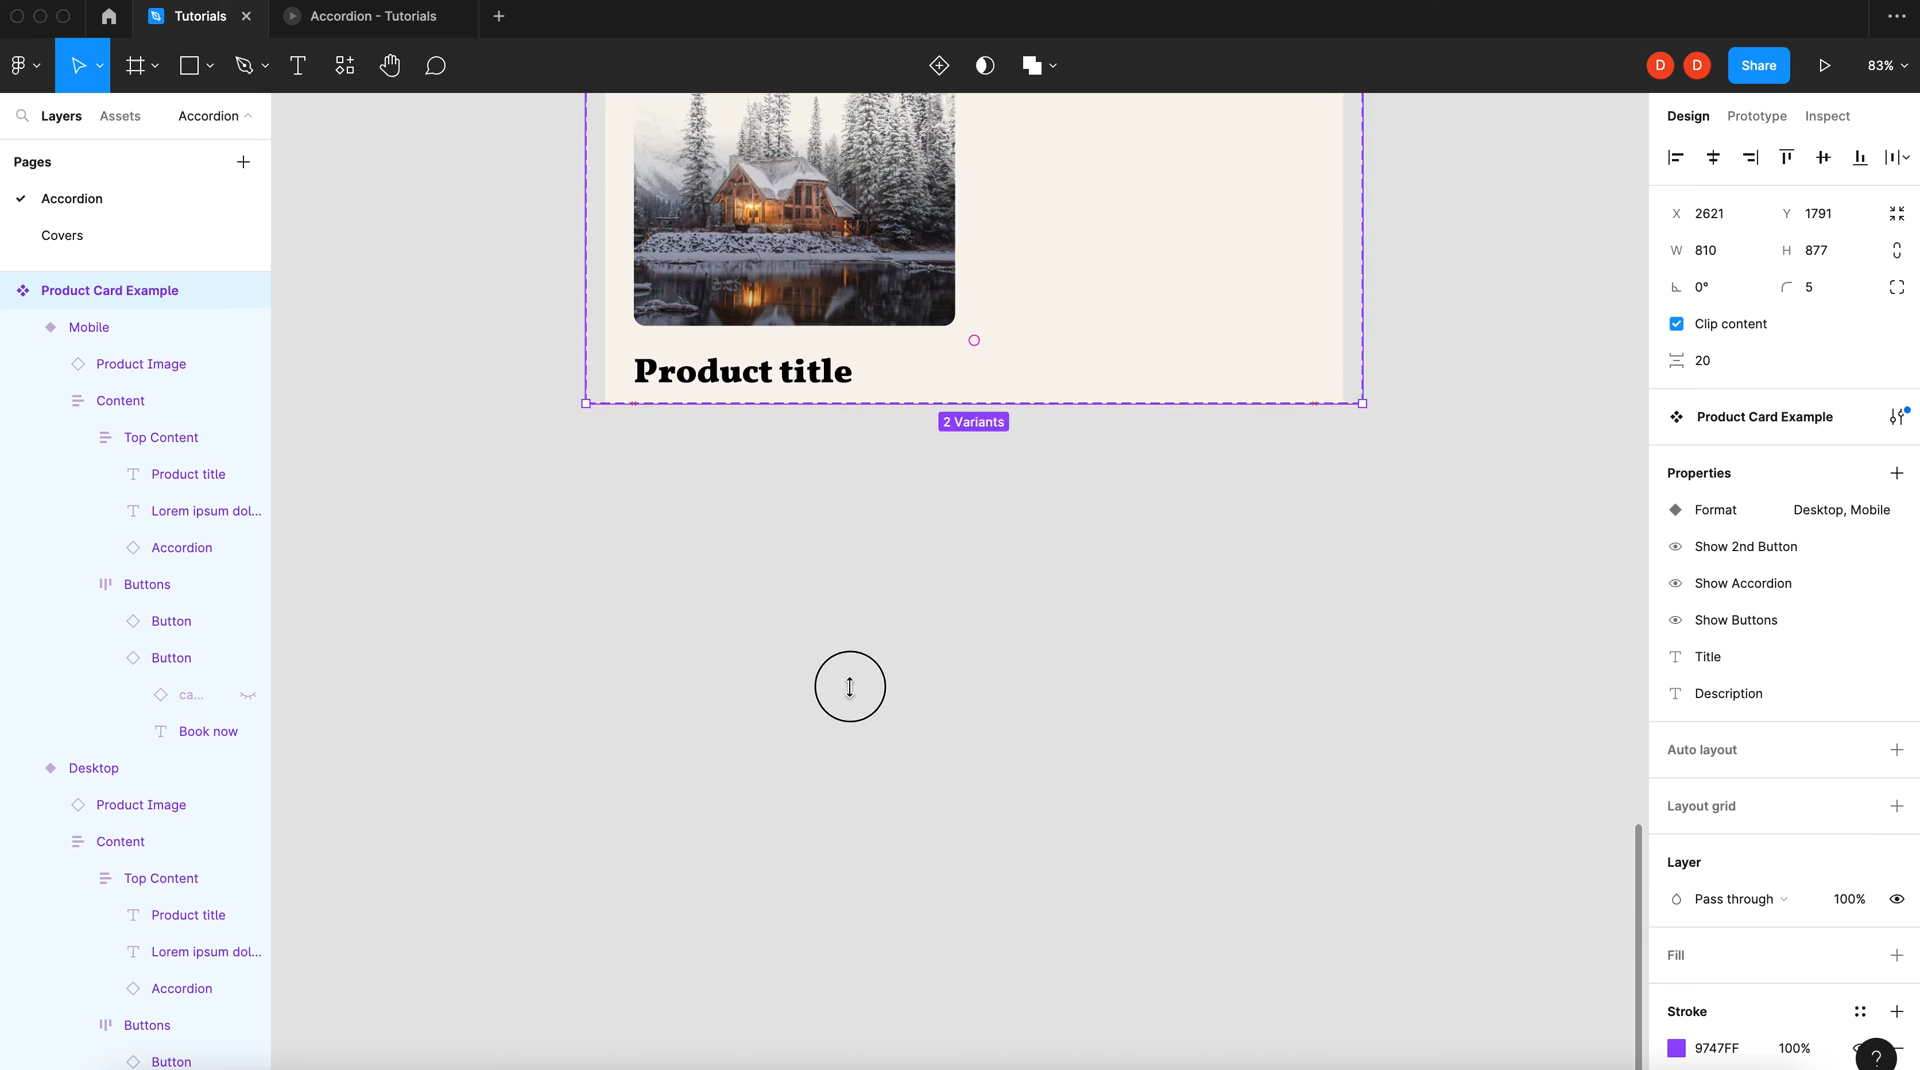 Tutorials
Accordion - Tutorials
D
D
Share
83%
Layers
Assets
Accordion
Design
Prototype
Inspect
Pages
Accordion
Covers
Product Card Example
Mobile
Product Image
Content
Top Content
Product title
Lorem ipsum dol...
Accordion
Buttons
Button
Button
ca...
Book now
Desktop
Product Image
Content
Top Content
Product title
Lorem ipsum dol...
Accordion
Buttons
Button
Product title
2 Variants
X 2621 Y 1791
W 810 H 877
0° 5
Clip content
20
Product Card Example
Properties
Format Desktop, Mobile
Show 2nd Button
Show Accordion
Show Buttons
Title
Description
Auto layout
Layout grid
Layer
Pass through 100%
Fill
Stroke
9747FF 100%
?